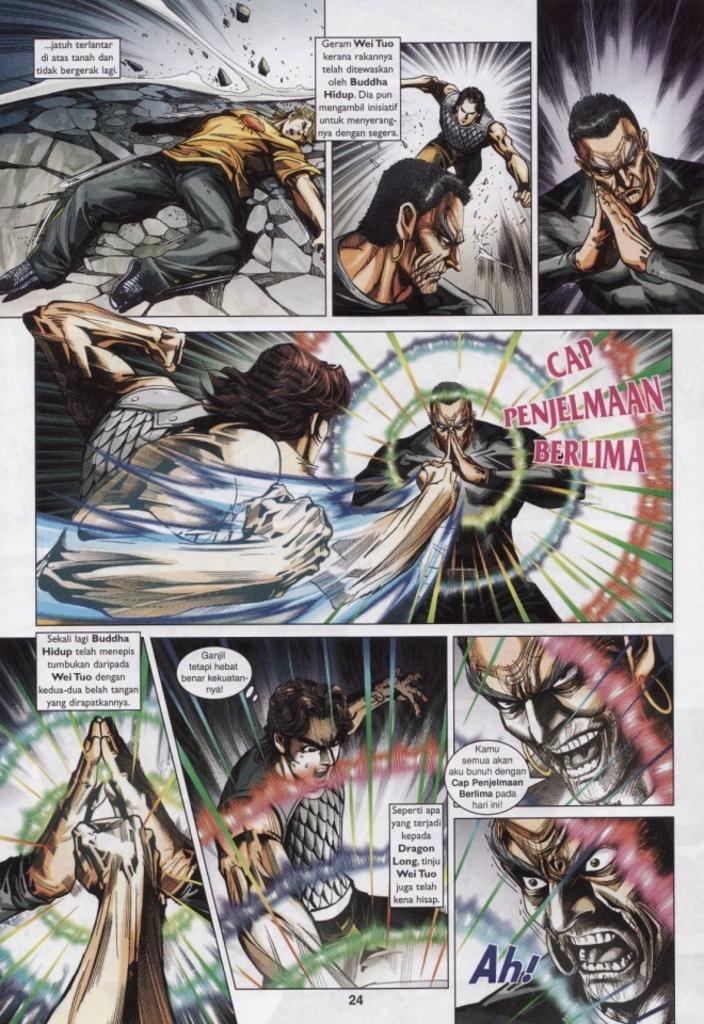 ...jatuh terlantar
di atas tanah dan
tidak bergerak lagi.
Geram Wei Tuo
kerana rakannya
telah ditewaskan
oleh Buddha
Hidup. Dia pun
mengambil inisiatif
untuk menyerang-
nya dengan segera.
CAP
PENJELMAAN
BERLIMA
Sekali lagi Buddha
Hidup telah menepis
tumbukan daripada
Wei Tuo dengan
kedua-dua belah tangan
yang dirapatkannya.
Ganjil
tetapi hebat
benar kekuatan-
nya!
Seperti apa
yang terjadi
kepada
Dragon
Long, tinju
Wei Tuo
juga telah
kena hisap.
Kamu
semua akan
aku bunuh dengan
Cap Penjelmaan
Berlima pada
hari ini!
Ah!
24